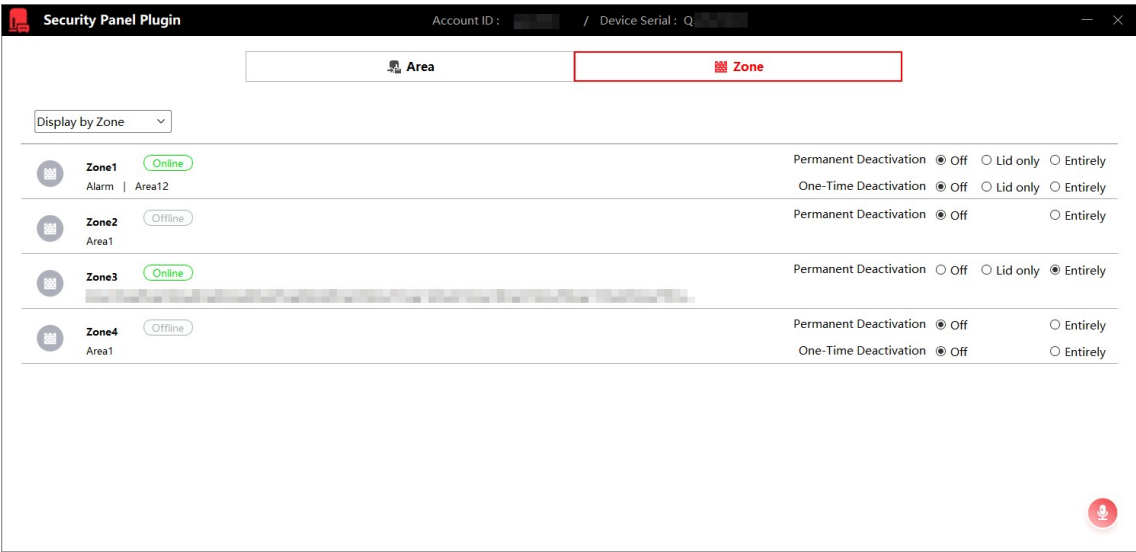 Security Panel Plugin Account ID : / Device Serial : Q
Area Zone
Display by Zone
Zone1 Online Permanent Deactivation Off Lid only Entirely
Alarm | Area12 One-Time Deactivation Off Lid only Entirely
Zone2 Offline Permanent Deactivation Off Entirely
Area1
Zone3 Online Permanent Deactivation Off Lid only Entirely
Zone4 Offline Permanent Deactivation Off Entirely
Area1 One-Time Deactivation Off Entirely